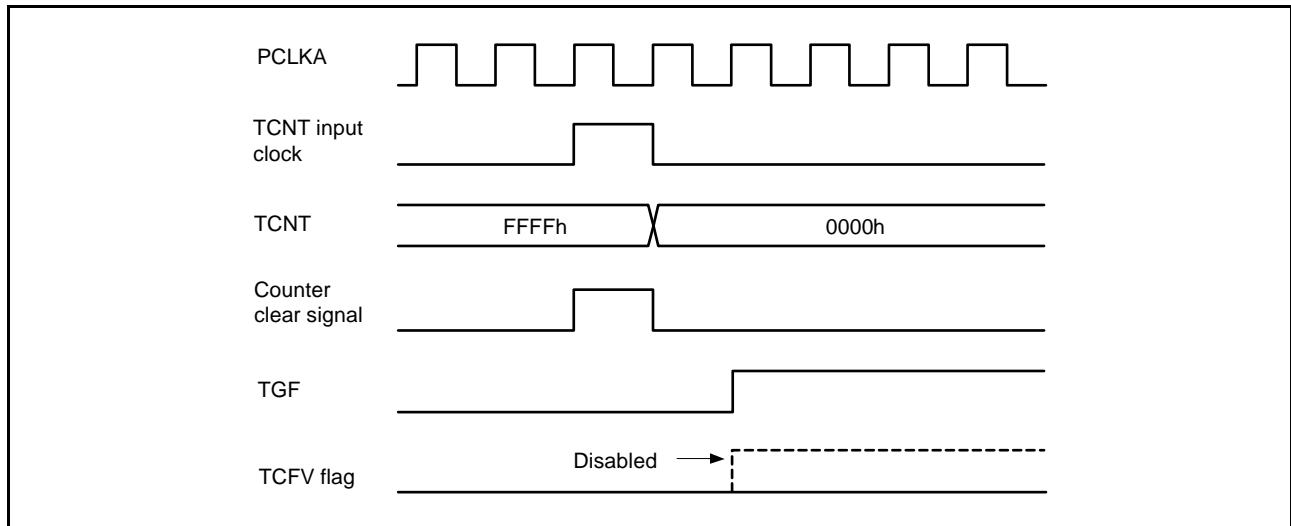 PCLKA
TCNT input
clock
TCNT
FFFFh
0000h
Counter
clear signal
TGF
Disabled
TCFV flag